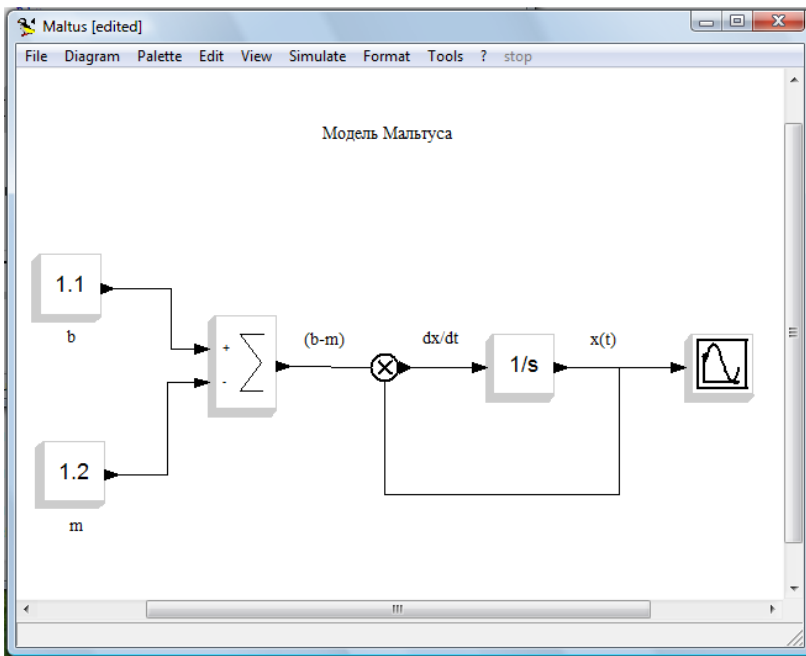 Maltus [edited]
File Diagram Palette Edit View Simulate Format Tools ? stop
Модель Мальтуса
1.1
b
+
-
(b-m)
dx/dt
1/s
x(t)
1.2
m